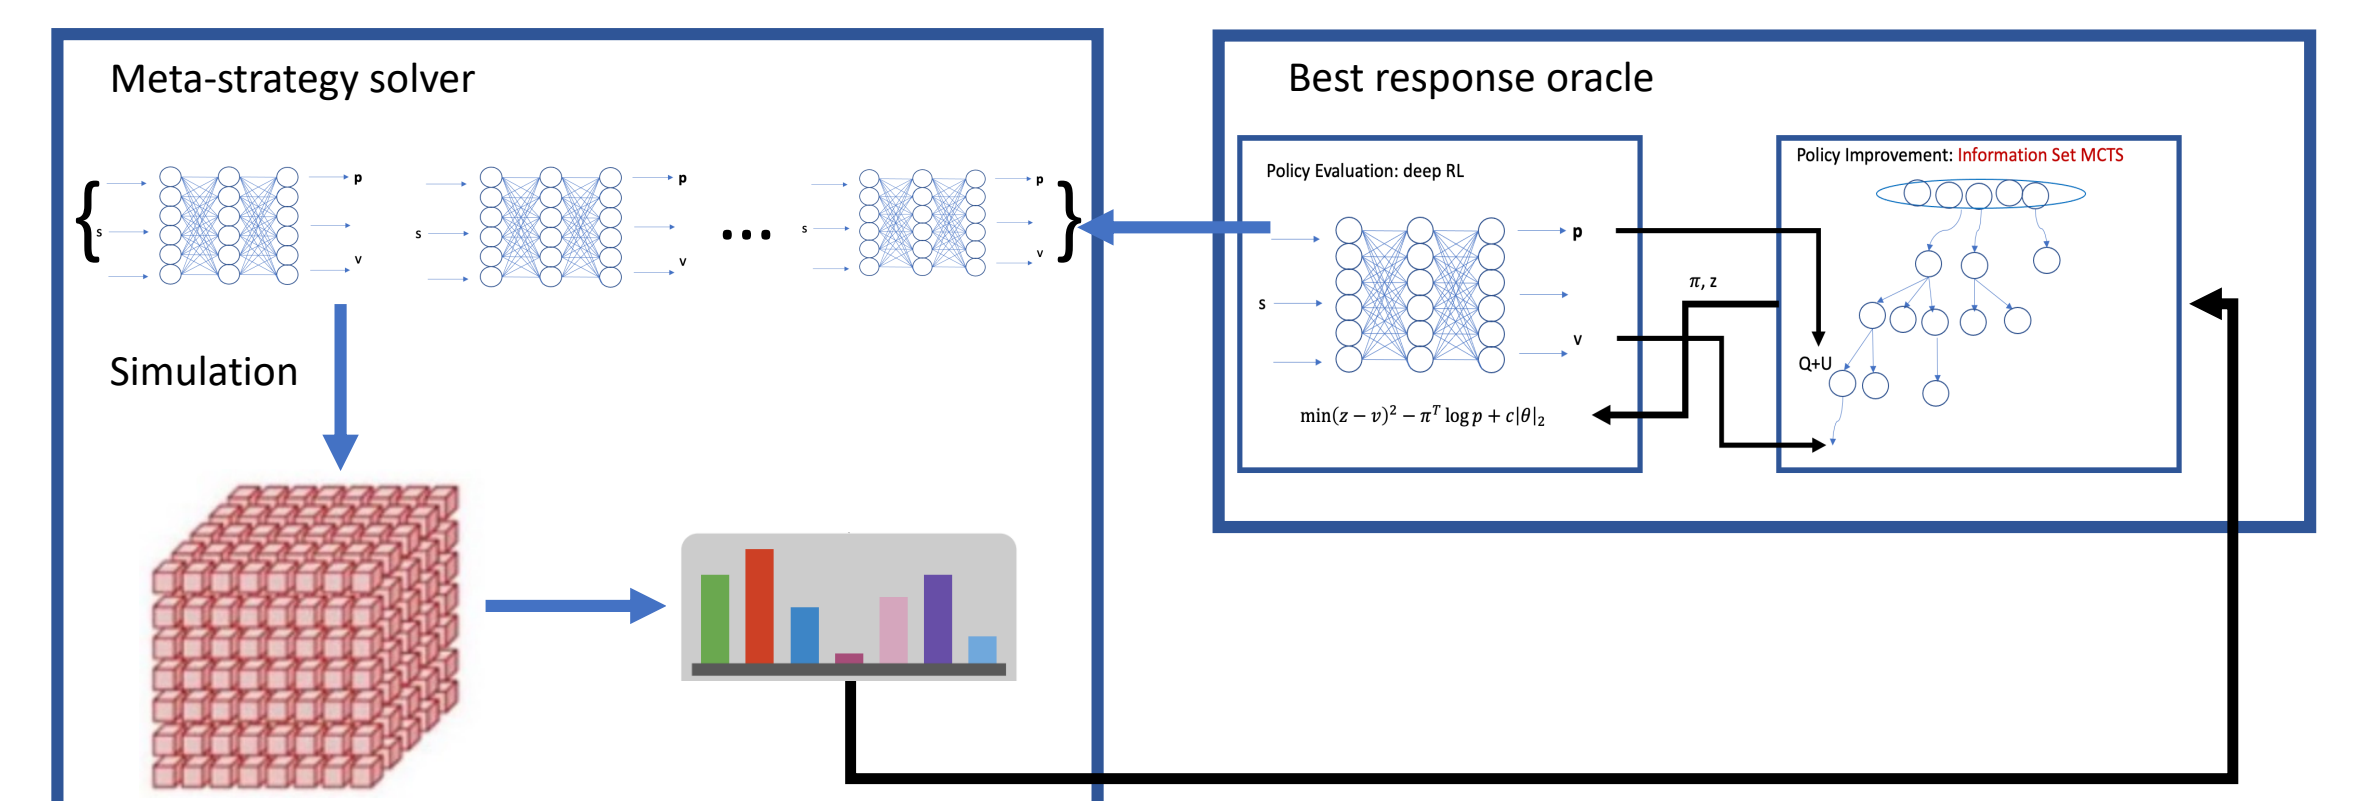 Meta-strategy solver
{
s
p
v
s
p
v
...
s
p
v
}
Simulation
Best response oracle
Policy Evaluation: deep RL
s
p
v
min(z − v)² − πᵀ log p + c|θ|₂
π, z
Policy Improvement: Information Set MCTS
Q+U